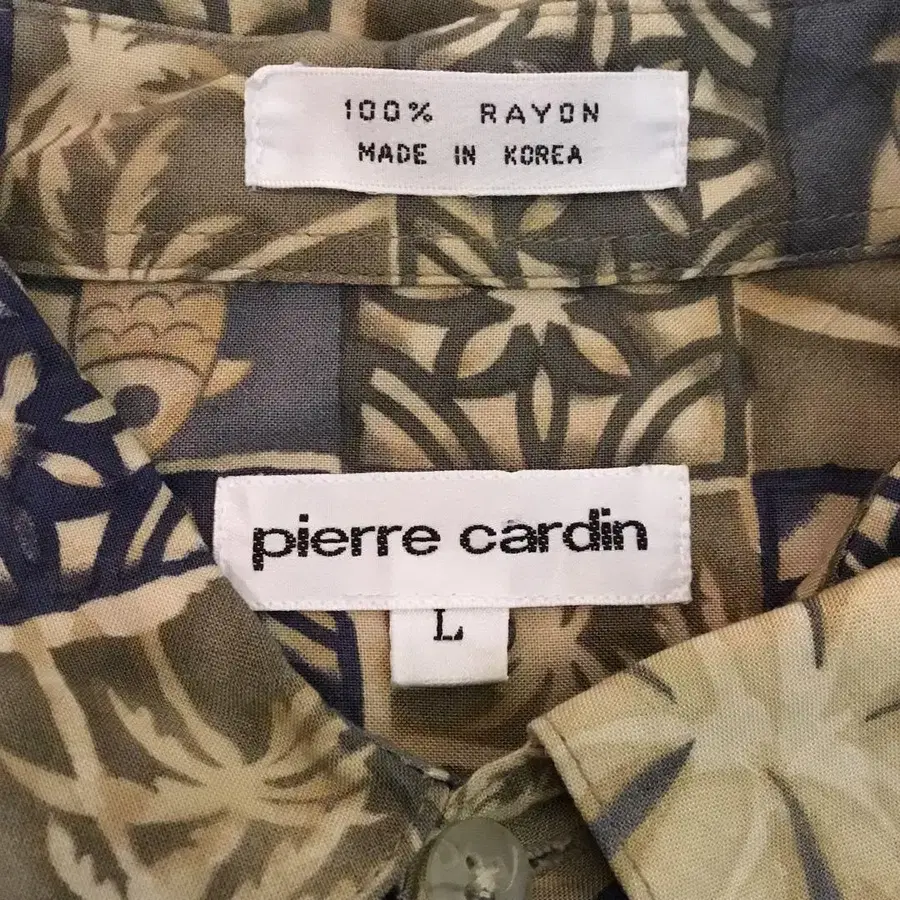 100% RAYON
MADE IN KOREA
pierre cardin
L